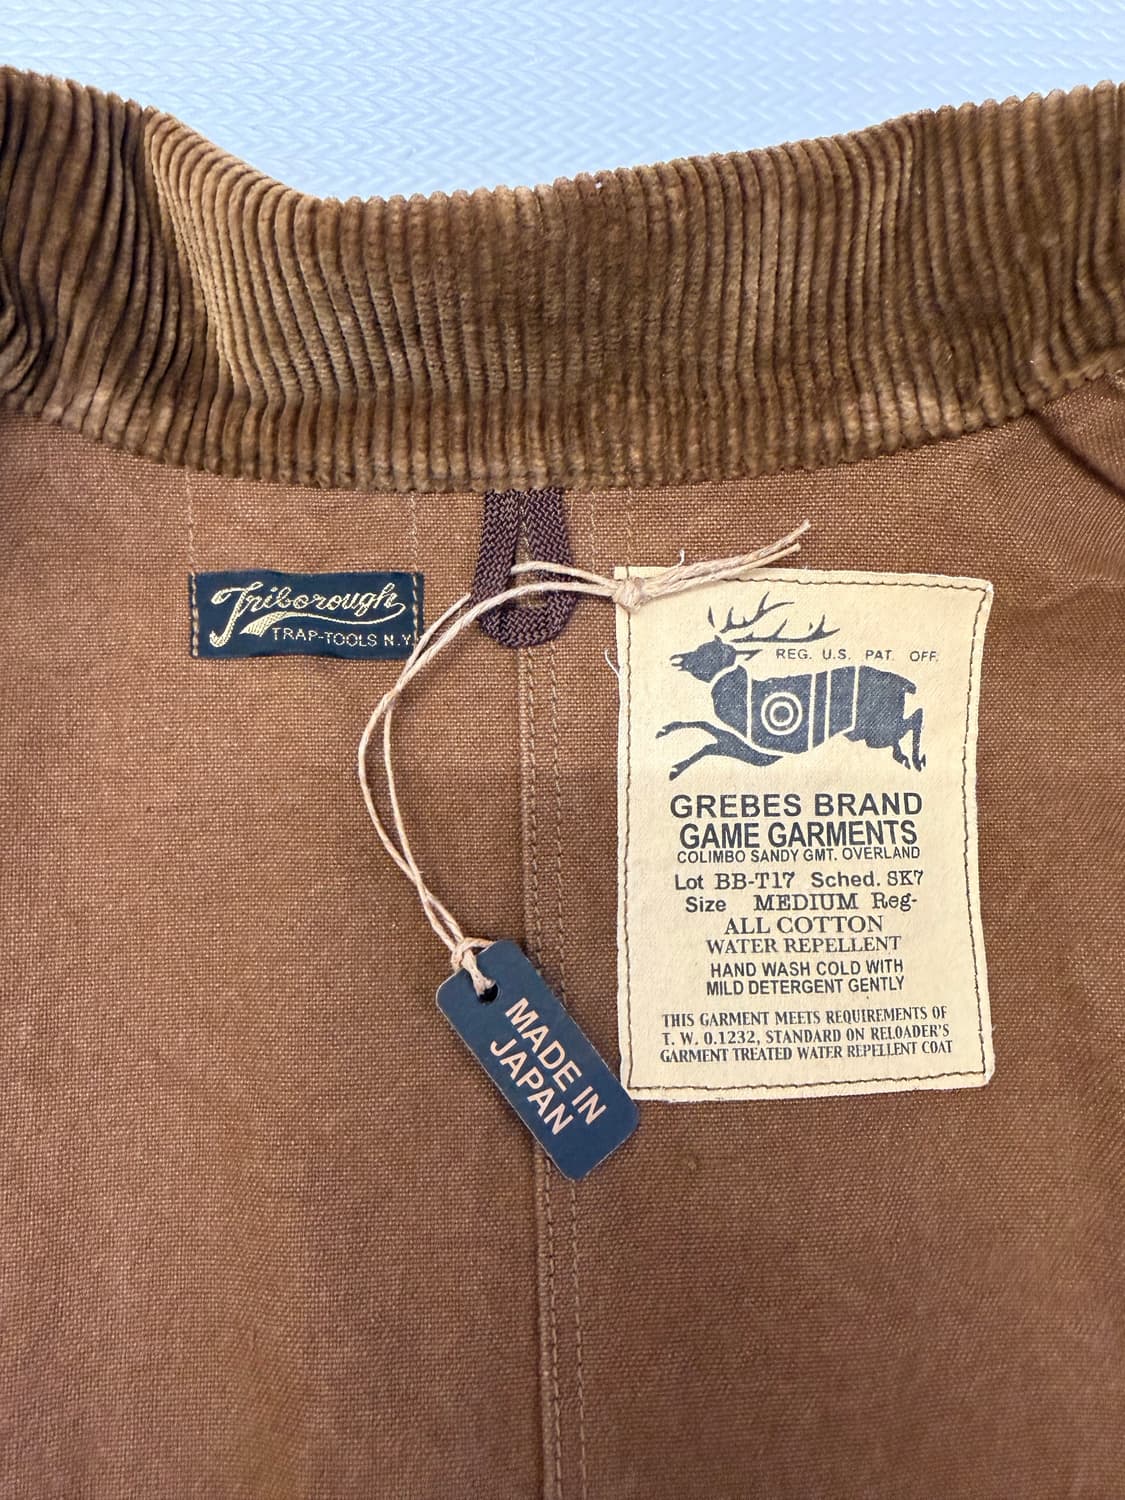 Triborough
TRAP-TOOLS N.Y.
REG. U.S. PAT. OFF.
GREBES BRAND
GAME GARMENTS
COLIMBO SANDY GMT. OVERLAND
Lot BB-T17 Sched. SK7
Size MEDIUM Reg-
ALL COTTON
WATER REPELLENT
HAND WASH COLD WITH
MILD DETERGENT GENTLY
THIS GARMENT MEETS REQUIREMENTS OF
T. W. 0.1232, STANDARD ON RELOADER'S
GARMENT TREATED WATER REPELLENT COAT
MADE IN
JAPAN